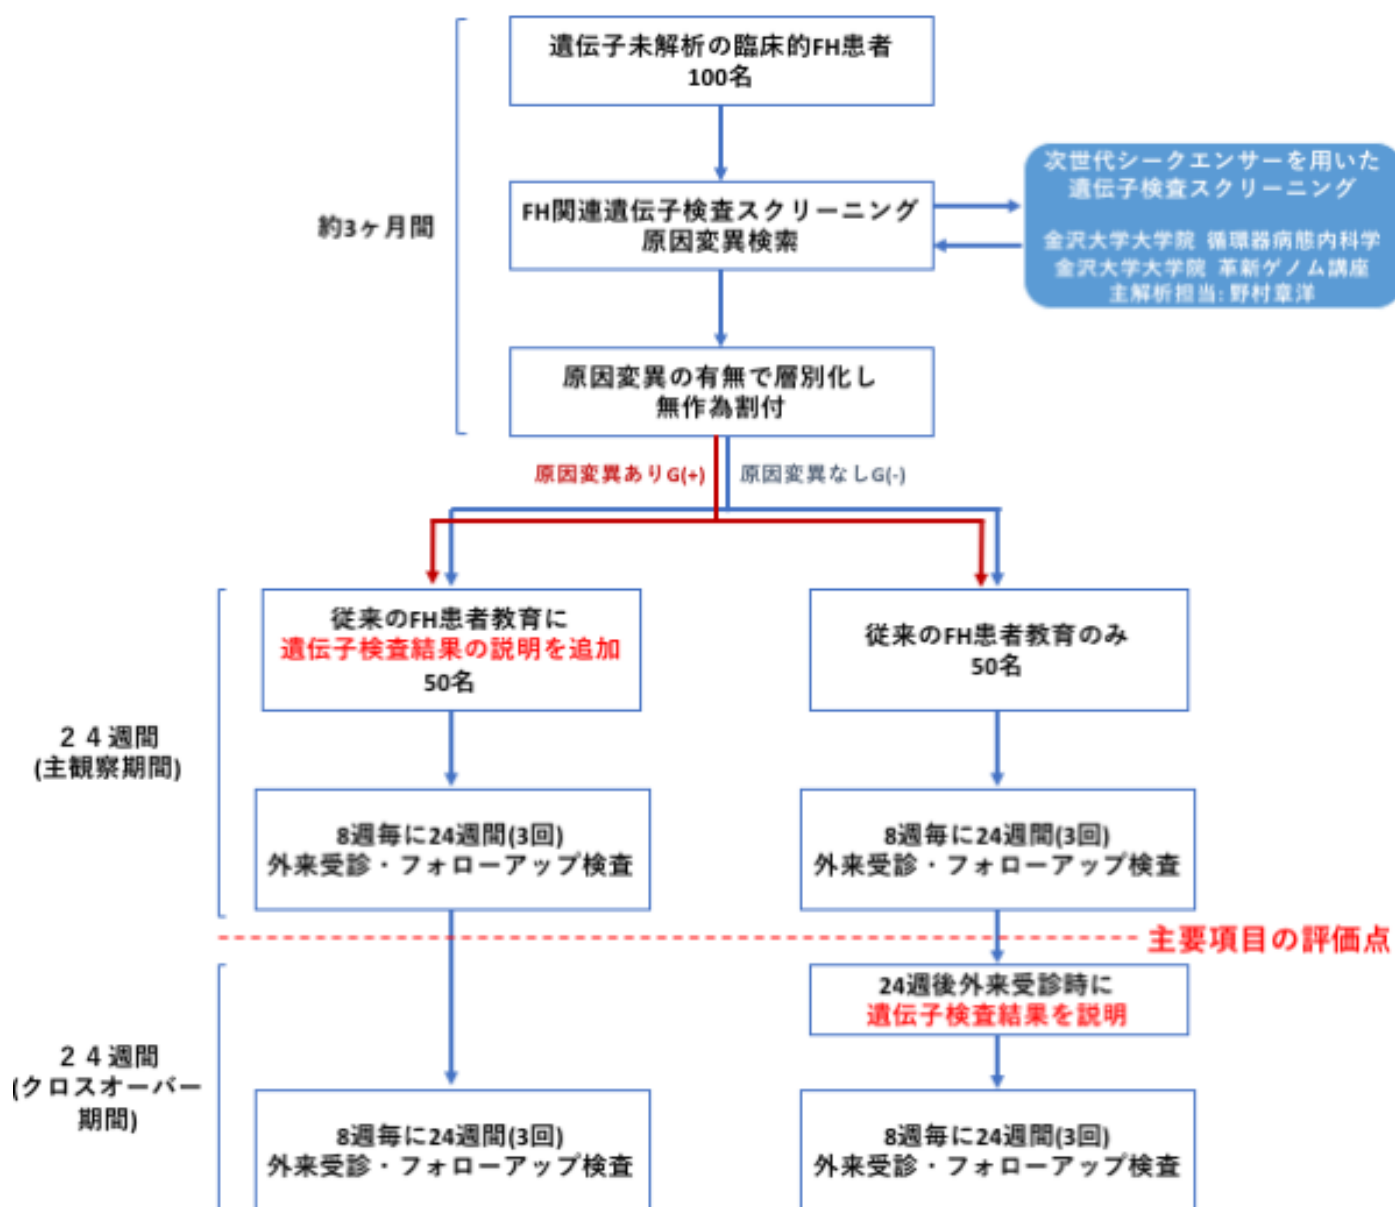 遺伝子未解析の臨床的FH患者
100名
約3ヶ月間
FH関連遺伝子検査スクリーニング
原因変異検索
次世代シークエンサーを用いた
遺伝子検査スクリーニング
金沢大学大学院 循環器病態内科学
金沢大学大学院 革新ゲノム講座
主解析担当: 野村章洋
原因変異の有無で層別化し
無作為割付
原因変異ありG(+)
原因変異なしG(-)
従来のFH患者教育に
遺伝子検査結果の説明を追加
50名
従来のFH患者教育のみ
50名
２４週間
(主観察期間)
8週毎に24週間(3回)
外来受診・フォローアップ検査
8週毎に24週間(3回)
外来受診・フォローアップ検査
主要項目の評価点
24週後外来受診時に
遺伝子検査結果を説明
２４週間
(クロスオーバー
期間)
8週毎に24週間(3回)
外来受診・フォローアップ検査
8週毎に24週間(3回)
外来受診・フォローアップ検査